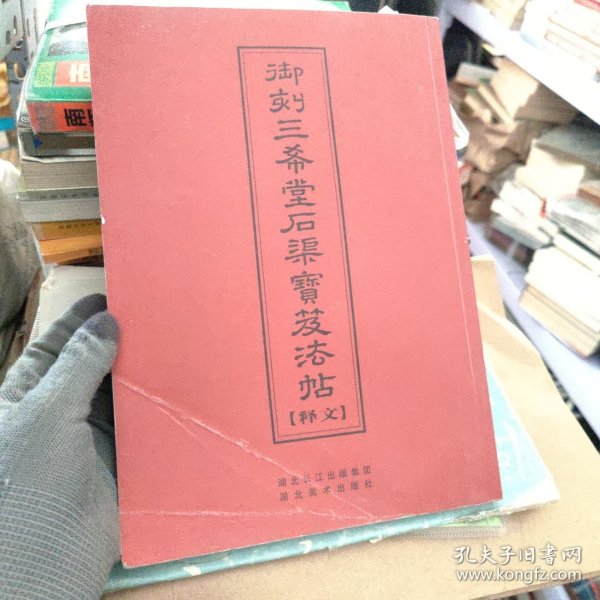 御刻三希堂石渠寶笈法帖
【释文】
湖北长江出版集团
湖北美术出版社
孔夫子旧书网
www.kongfz.com